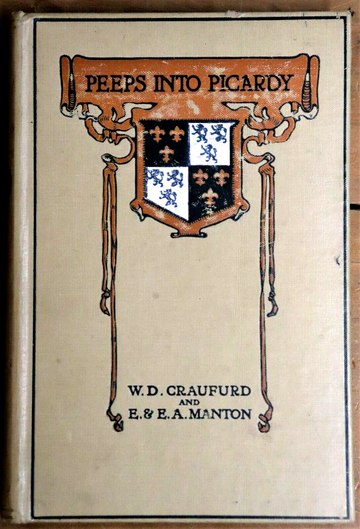 PEEPS INTO PICARDY
W. D. CRAUFURD
AND
E. & E. A. MANTON